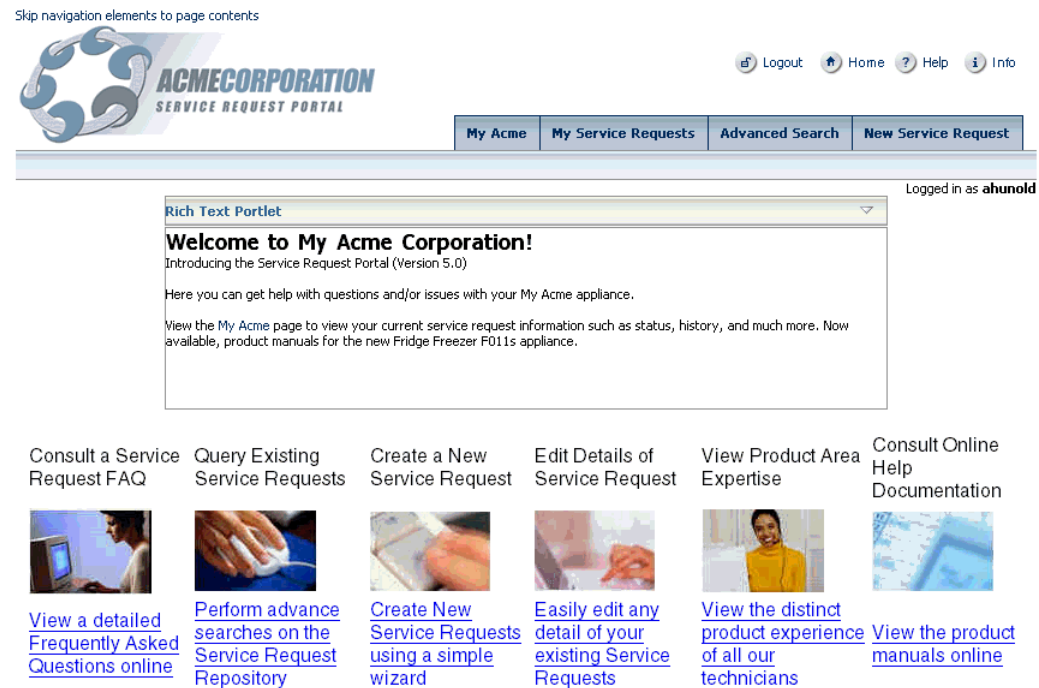 Skip navigation elements to page contents
ACMECORPORATION
SERVICE REQUEST PORTAL
Logout Home ? Help i Info
My Acme My Service Requests Advanced Search New Service Request
Logged in as ahunold
Rich Text Portlet
Welcome to My Acme Corporation!
Introducing the Service Request Portal (Version 5.0)
Here you can get help with questions and/or issues with your My Acme appliance.
View the My Acme page to view your current service request information such as status, history, and much more. Now
available, product manuals for the new Fridge Freezer F011s appliance.
Consult a Service
Request FAQ
Query Existing
Service Requests
Create a New
Service Request
Edit Details of
Service Request
View Product Area
Expertise
Consult Online
Help
Documentation
View a detailed
Frequently Asked
Questions online
Perform advance
searches on the
Service Request
Repository
Create New
Service Requests
using a simple
wizard
Easily edit any
detail of your
existing Service
Requests
View the distinct
product experience
of all our
technicians
View the product
manuals online